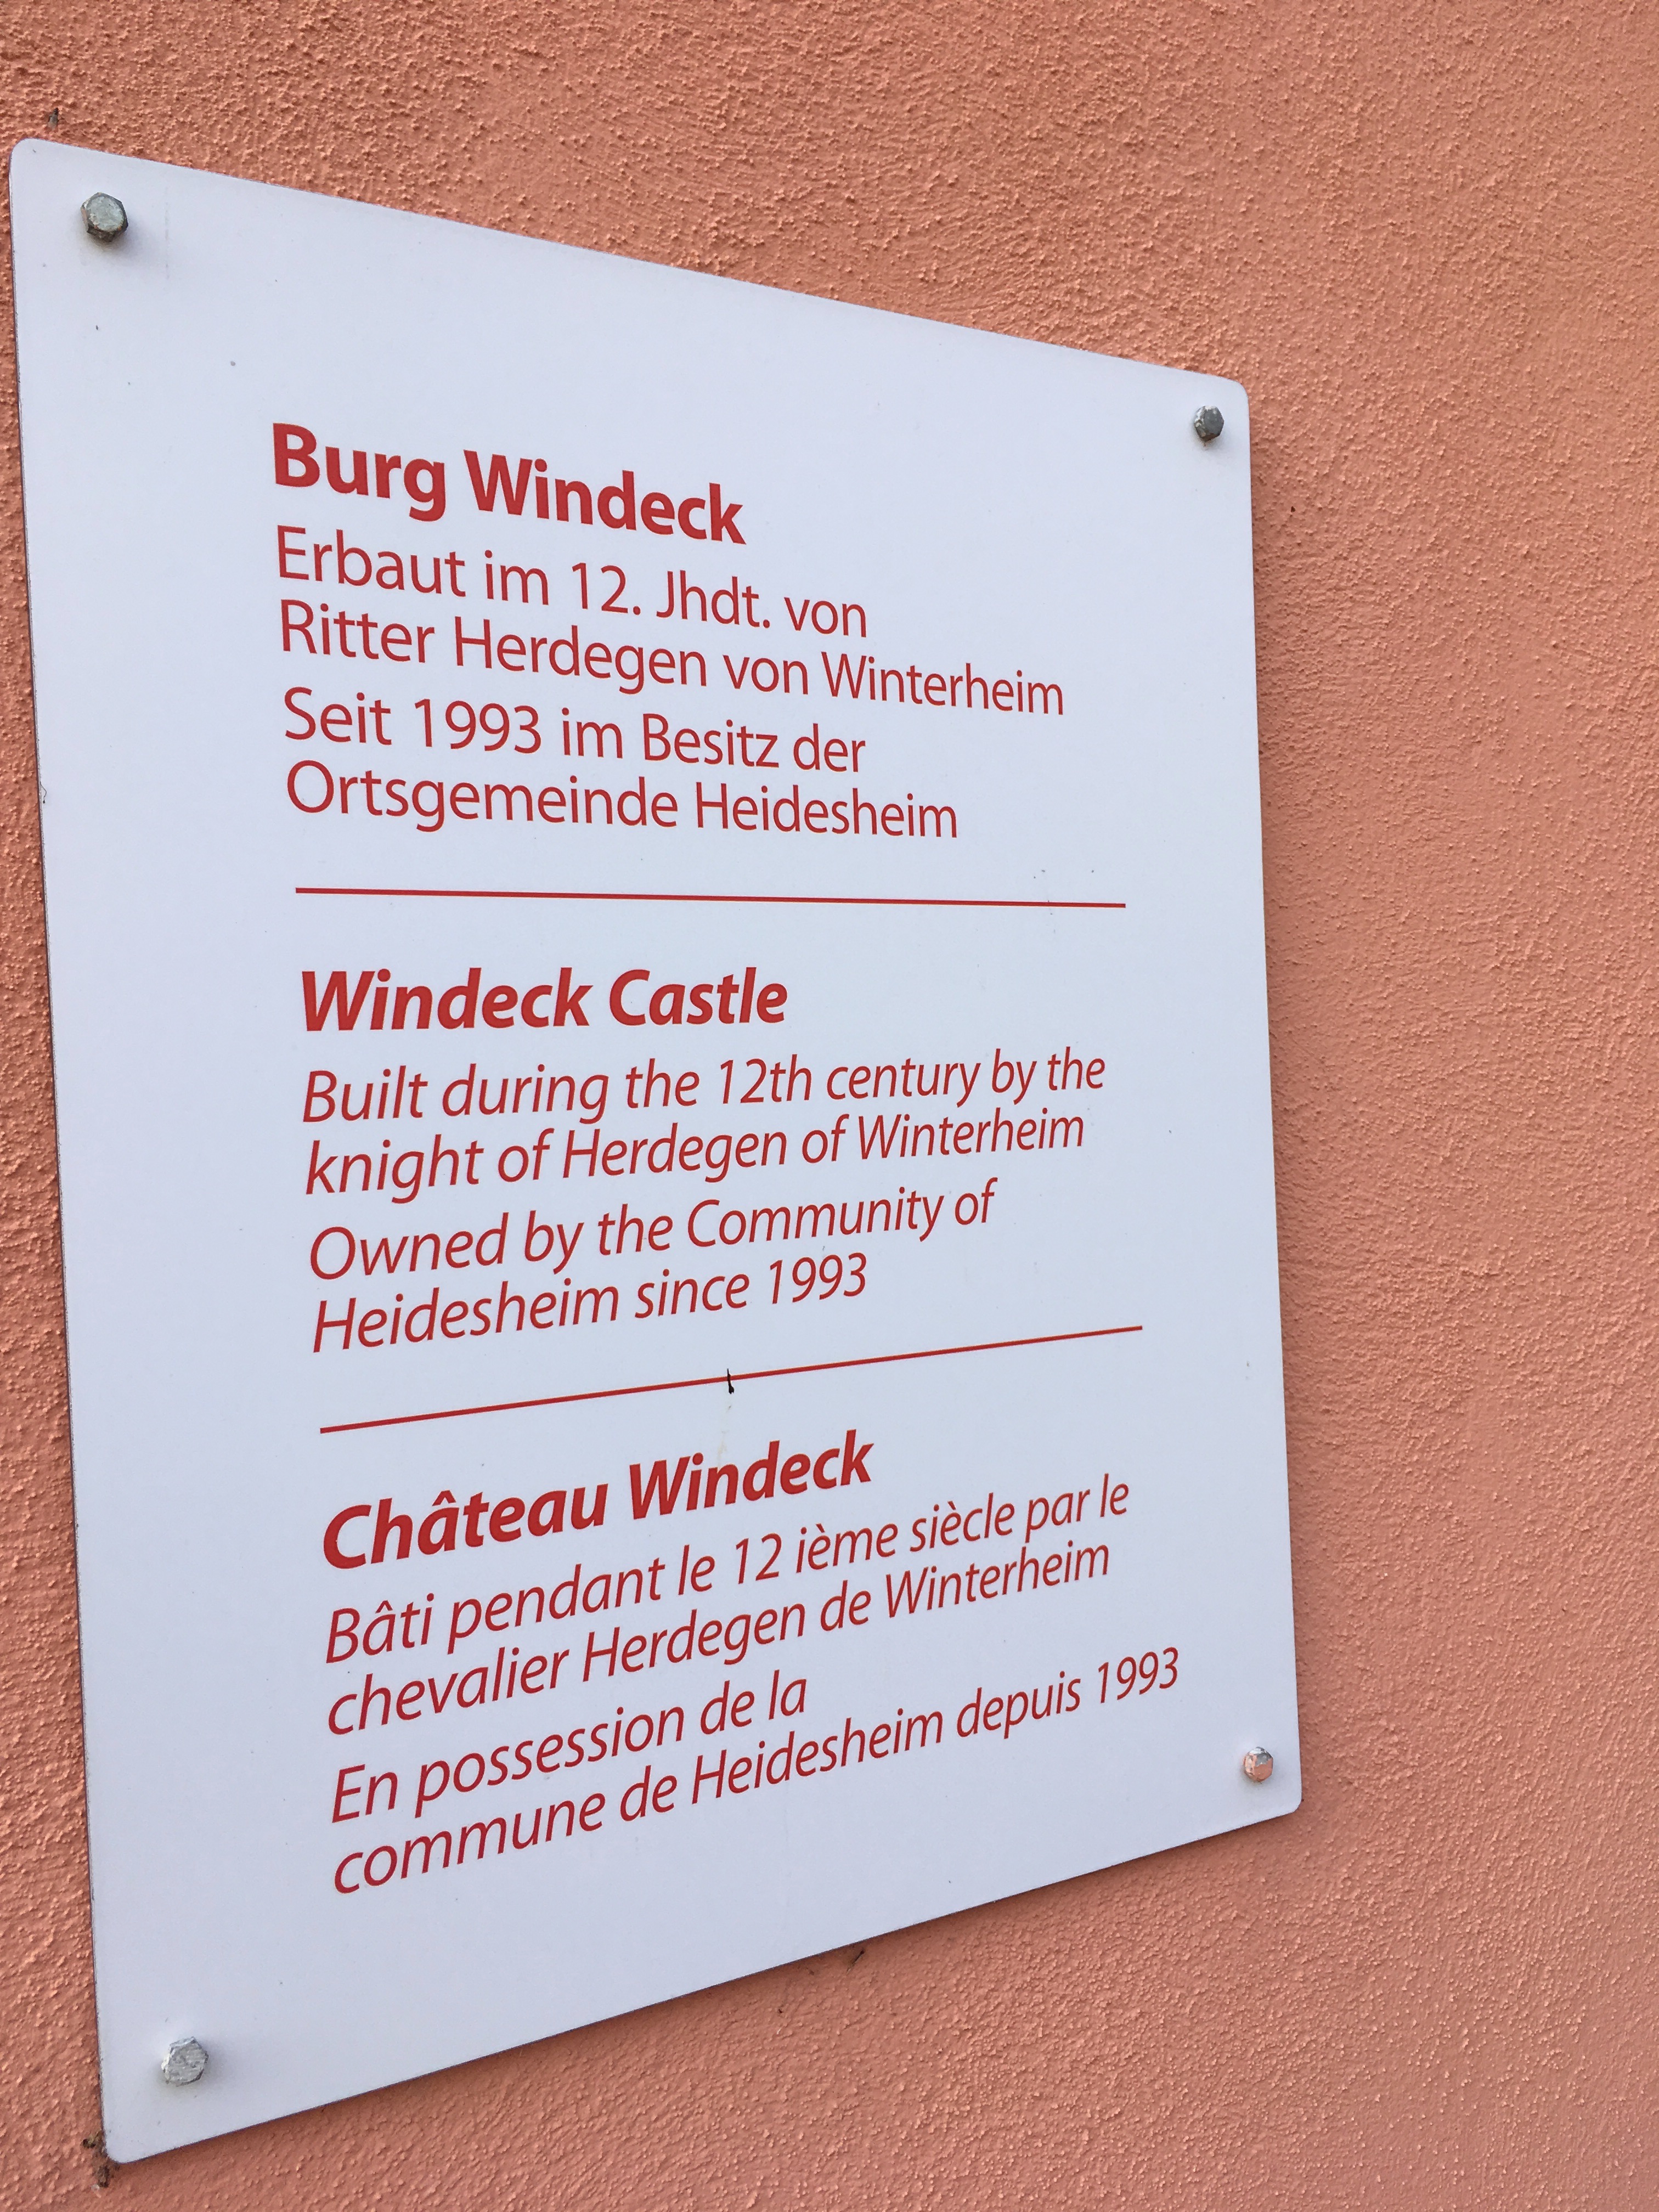 Burg Windeck
Erbaut im 12. Jhdt. von
Ritter Herdegen von Winterheim
Seit 1993 im Besitz der
Ortsgemeinde Heidesheim
Windeck Castle
Built during the 12th century by the
knight of Herdegen of Winterheim
Owned by the Community of
Heidesheim since 1993
Château Windeck
Bâti pendant le 12 ième siècle par le
chevalier Herdegen de Winterheim
En possession de la
commune de Heidesheim depuis 1993